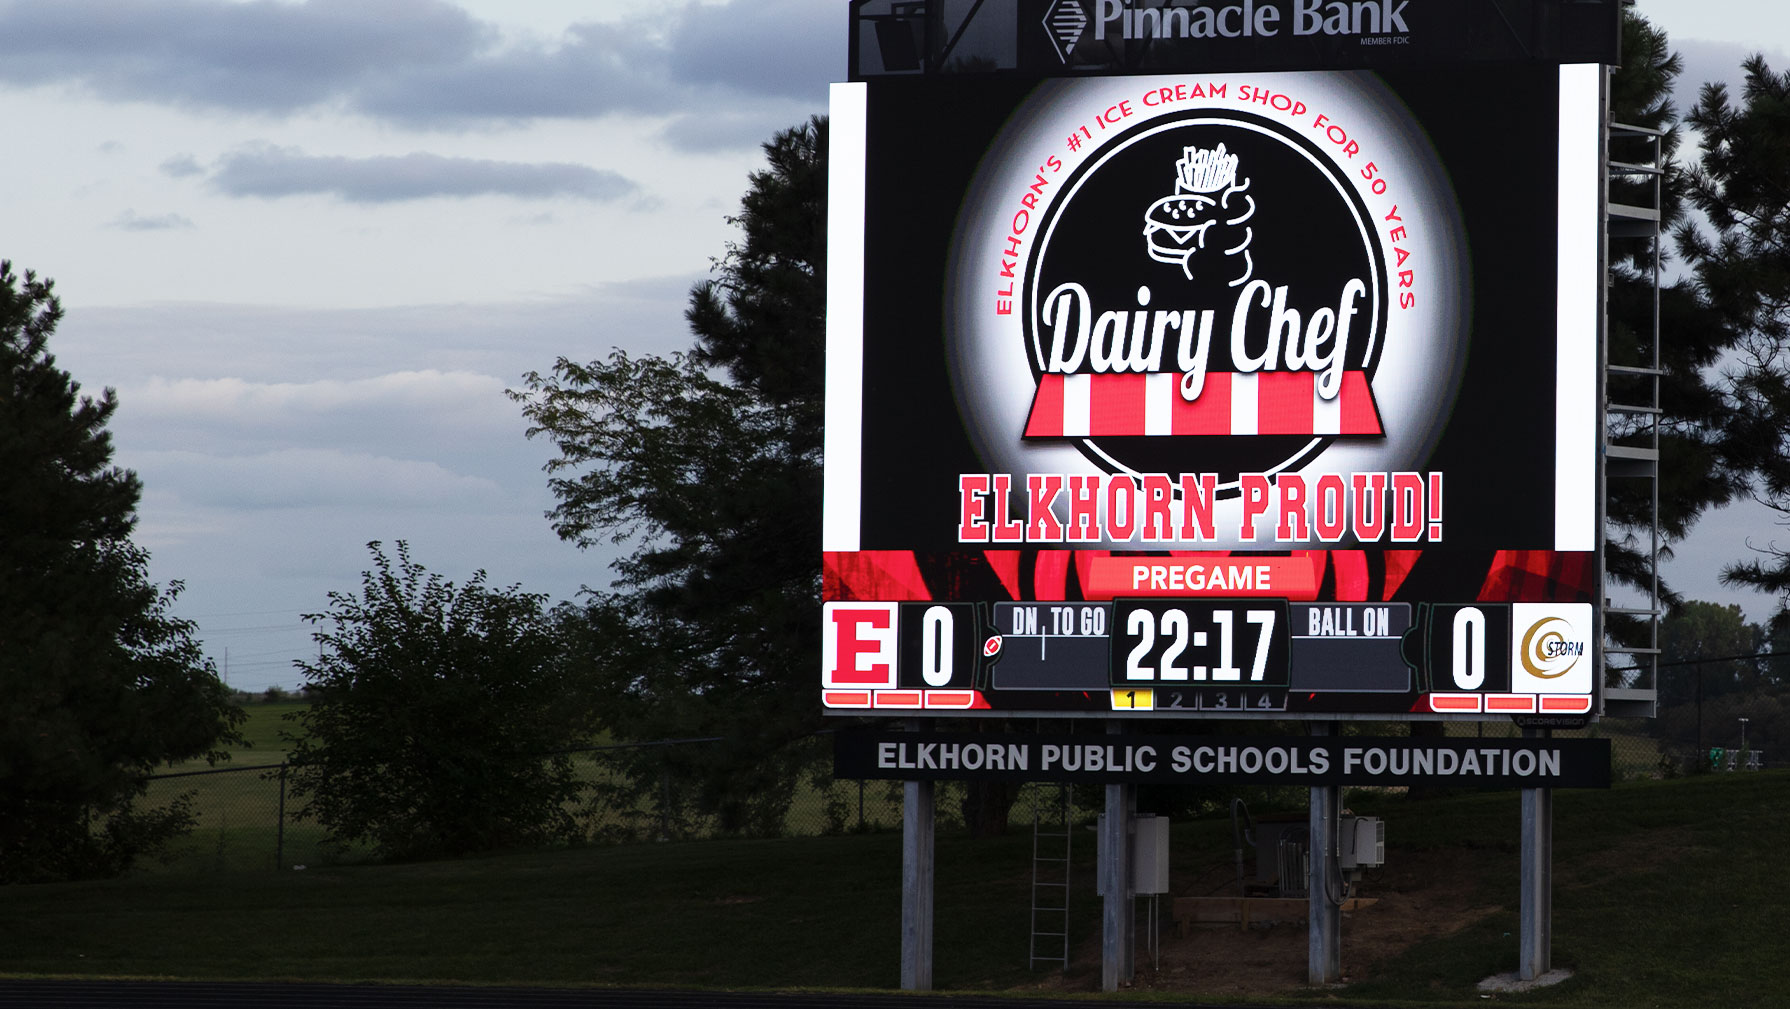 Pinnacle Bank
MEMBER FDIC
ELKHORN'S #1 ICE CREAM SHOP FOR 50 YEARS
Dairy Chef
ELKHORN PROUD!
PREGAME
E 0 DN TO GO 22:17 BALL ON 0 STORM
1 2 3 4
SCOREVISION
ELKHORN PUBLIC SCHOOLS FOUNDATION